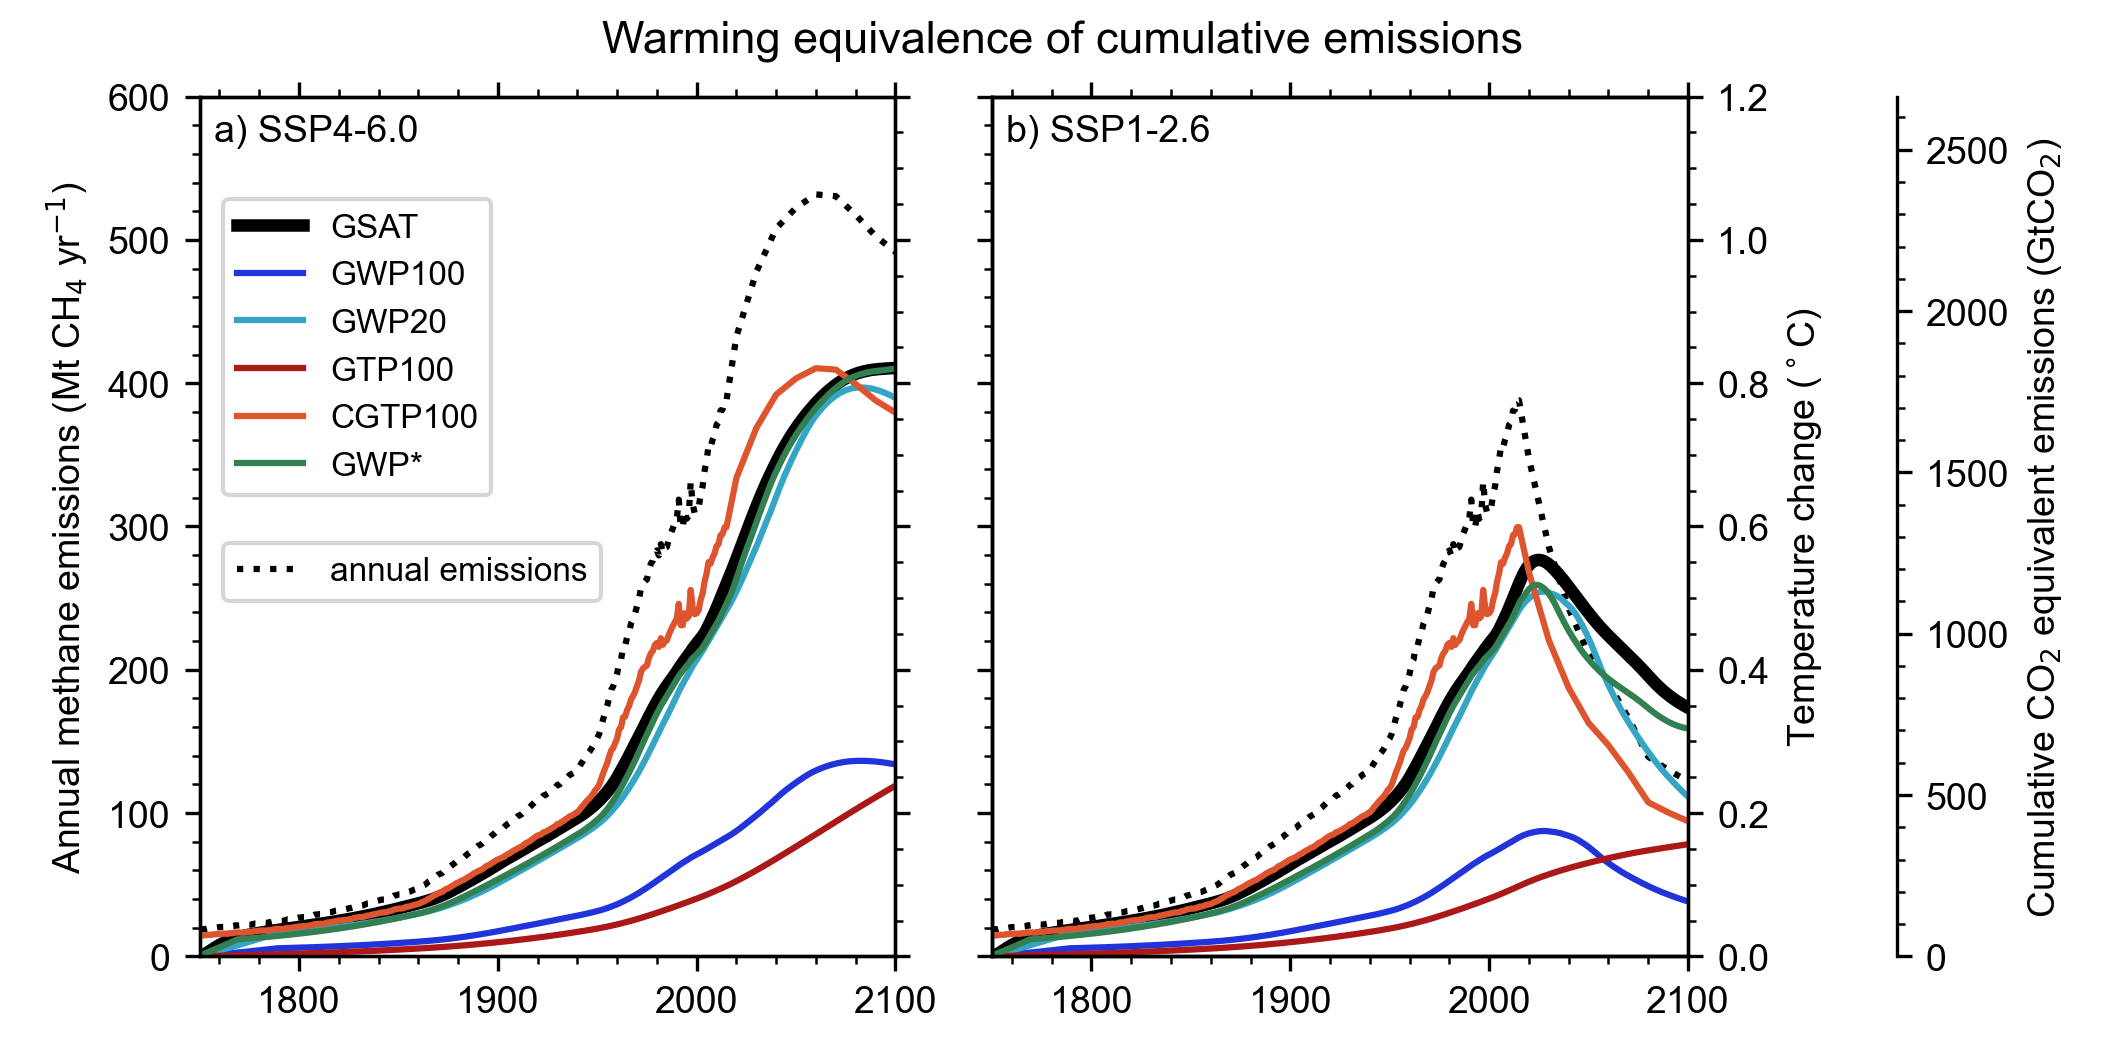 Warming equivalence of cumulative emissions
a) SSP4-6.0
GSAT
GWP100
GWP20
GTP100
CGTP100
GWP*
annual emissions
Annual methane emissions (Mt CH₄ yr⁻¹)
600
500
400
300
200
100
0
1800
1900
2000
2100
b) SSP1-2.6
1800
1900
2000
2100
1.2
1.0
0.8
0.6
0.4
0.2
0.0
Temperature change (°C)
2500
2000
1500
1000
500
0
Cumulative CO₂ equivalent emissions (GtCO₂)